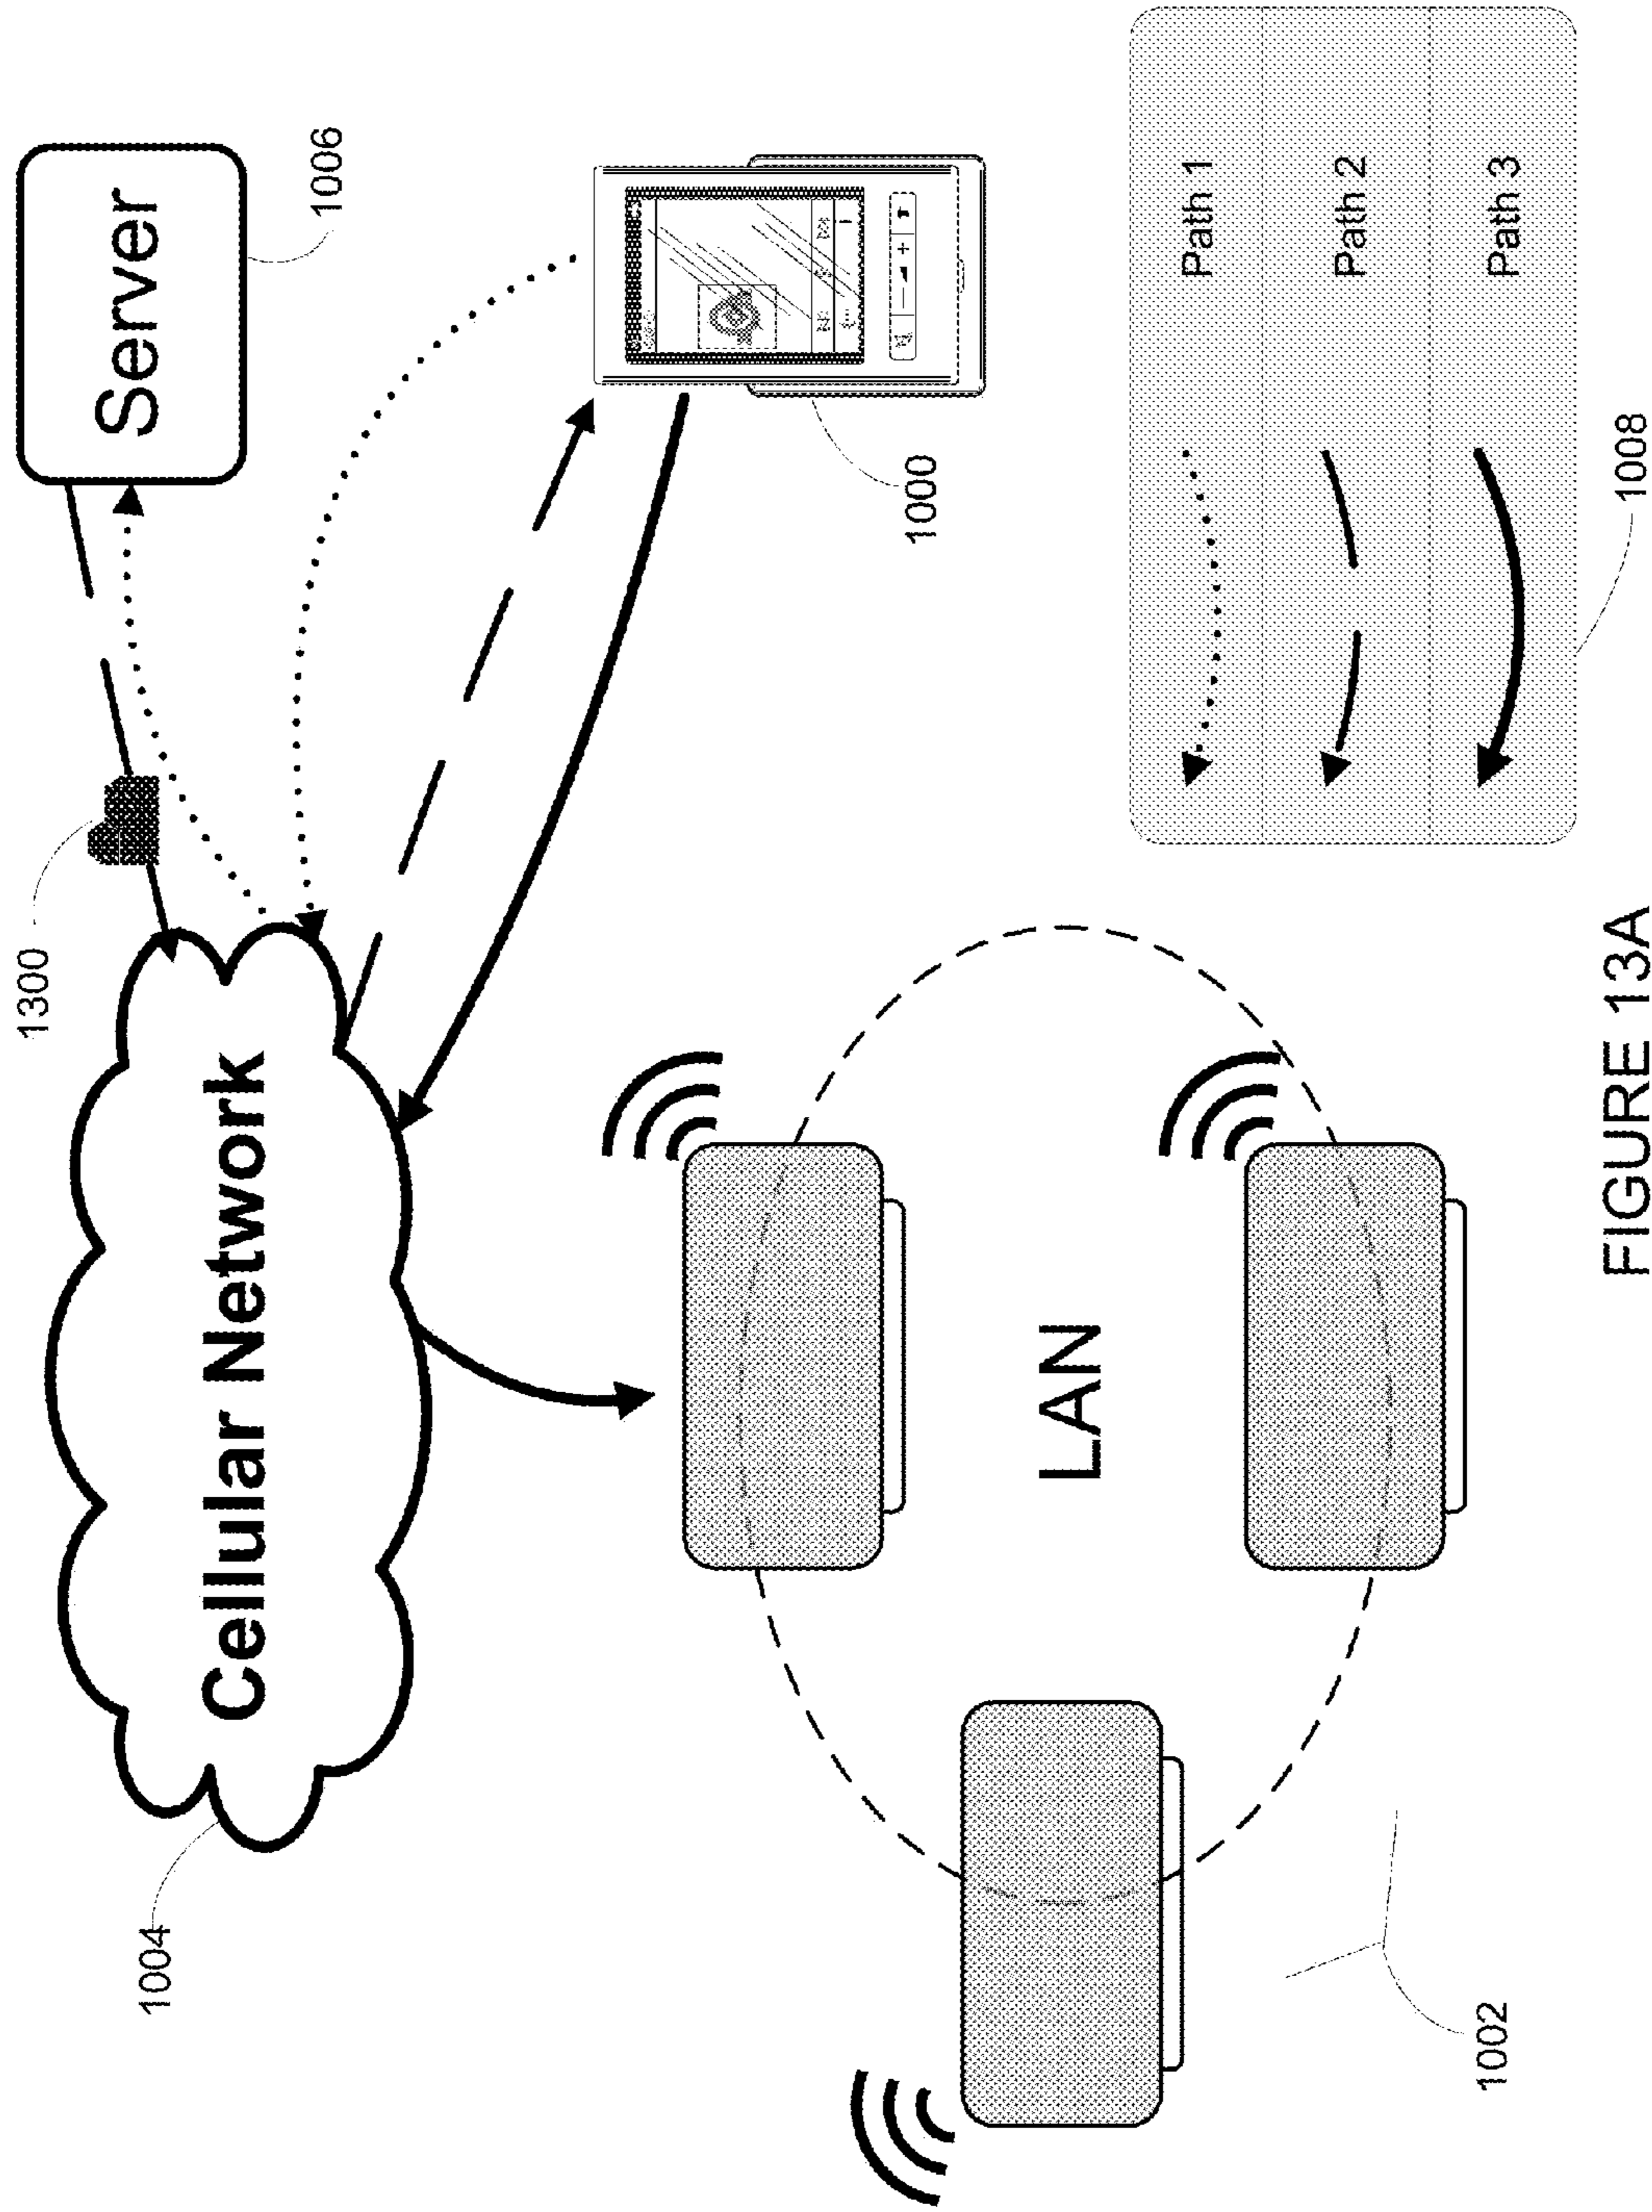 Server
1006
1300
Cellular Network
1004
1000
LAN
1002
Path 1
Path 2
Path 3
1008
FIGURE 13A